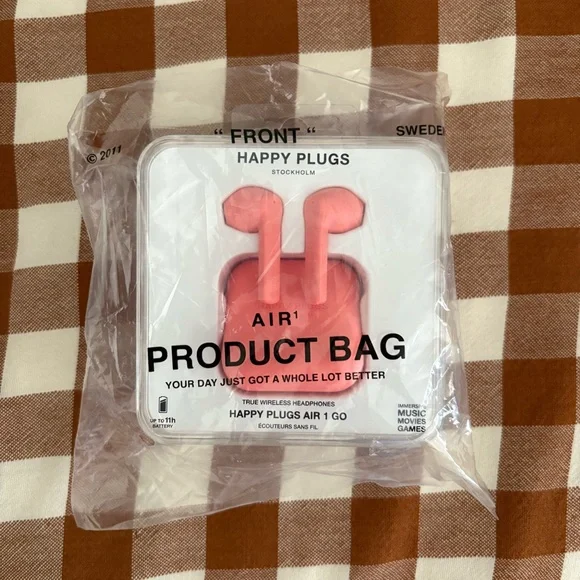 " FRONT "
SWEDEN
© 2011
HAPPY PLUGS
STOCKHOLM
AIR¹
PRODUCT BAG
YOUR DAY JUST GOT A WHOLE LOT BETTER
TRUE WIRELESS HEADPHONES
HAPPY PLUGS AIR 1 GO
ÉCOUTEURS SANS FIL
UP TO 11h
BATTERY
MUSIC
MOVIES
GAMES